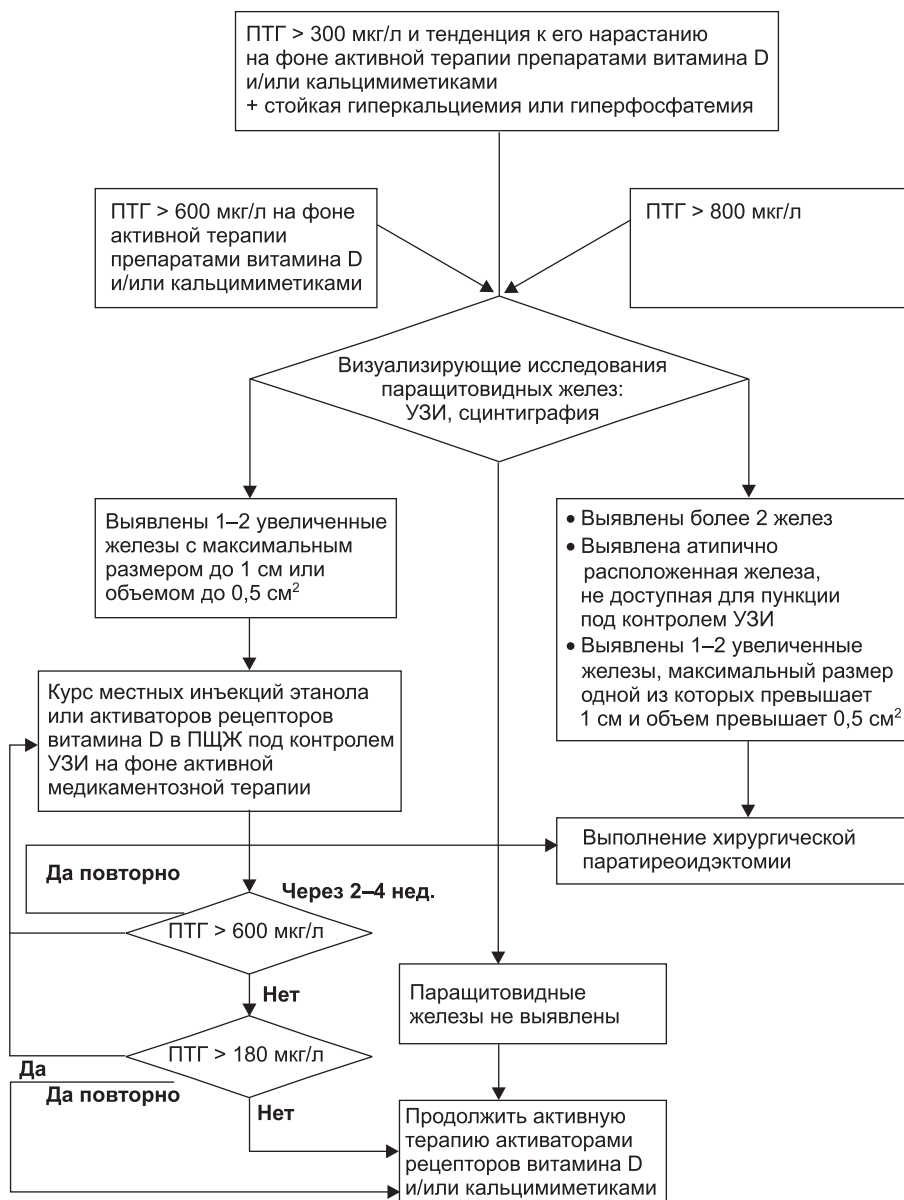 ПТГ > 300 мкг/л и тенденция к его нарастанию
на фоне активной терапии препаратами витамина D
и/или кальцимиметиками
+ стойкая гиперкальциемия или гиперфосфатемия
ПТГ > 600 мкг/л на фоне
активной терапии
препаратами витамина D
и/или кальцимиметиками
ПТГ > 800 мкг/л
Визуализирующие исследования
паращитовидных желез:
УЗИ, сцинтиграфия
Выявлены 1–2 увеличенные
железы с максимальным
размером до 1 см или
объемом до 0,5 см²
• Выявлены более 2 желез
• Выявлена атипично
расположенная железа,
не доступная для пункции
под контролем УЗИ
• Выявлены 1–2 увеличенные
железы, максимальный размер
одной из которых превышает
1 см и объем превышает 0,5 см²
Курс местных инъекций этанола
или активаторов рецепторов
витамина D в ПЩЖ под контролем
УЗИ на фоне активной
медикаментозной терапии
Выполнение хирургической
паратиреоидэктомии
Да повторно
Через 2–4 нед.
ПТГ > 600 мкг/л
Нет
Паращитовидные
железы не выявлены
ПТГ > 180 мкг/л
Да
Да повторно
Нет
Продолжить активную
терапию активаторами
рецепторов витамина D
и/или кальцимиметиками